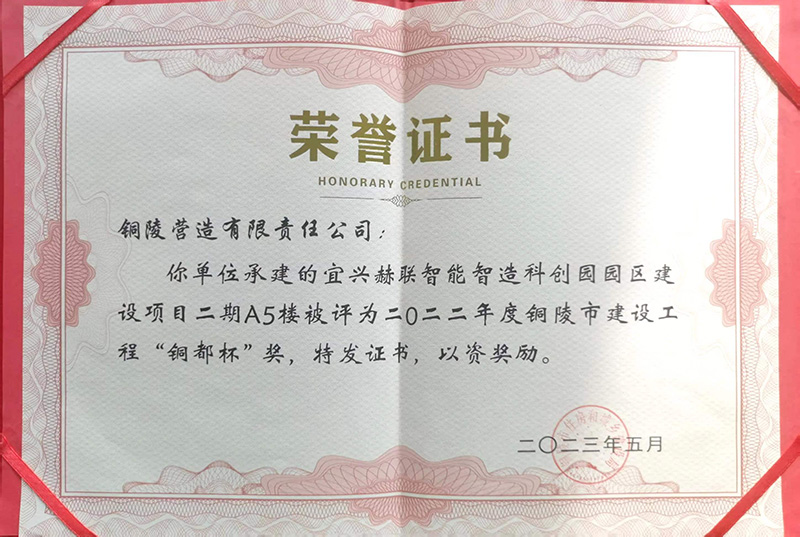 荣誉证书
HONORARY CREDENTIAL
铜陵营造有限责任公司：
你单位承建的宜兴赫联智能智造科创园园区建
设项目二期A5楼被评为二〇二二年度铜陵市建设工
程“铜都杯”奖，特发证书，以资奖励。
二〇二三年五月